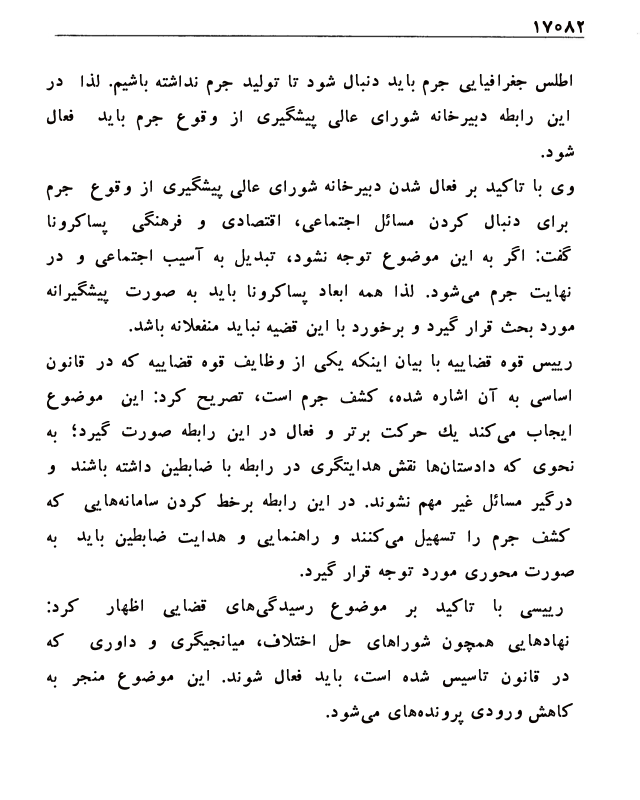 ۱۷۰۸۲
اطلس جغرافیایی جرم باید دنبال شود تا تولید جرم نداشته باشیم. لذا در
این رابطه دبیرخانه شورای عالی پیشگیری از وقوع جرم باید فعال
شود.
وی با تاکید بر فعال شدن دبیرخانه شورای عالی پیشگیری از وقوع جرم
برای دنبال کردن مسائل اجتماعی، اقتصادی و فرهنگی پساکرونا
گفت: اگر به این موضوع توجه نشود، تبدیل به آسیب اجتماعی و در
نهایت جرم می‌شود. لذا همه ابعاد پساکرونا باید به صورت پیشگیرانه
مورد بحث قرار گیرد و برخورد با این قضیه نباید منفعلانه باشد.
رییس قوه قضاییه با بیان اینکه یکی از وظایف قوه قضاییه که در قانون
اساسی به آن اشاره شده، کشف جرم است، تصریح کرد: این موضوع
ایجاب می‌کند یك حرکت برتر و فعال در این رابطه صورت گیرد؛ به
نحوی که دادستان‌ها نقش هدایتگری در رابطه با ضابطین داشته باشند و
درگیر مسائل غیر مهم نشوند. در این رابطه برخط کردن سامانه‌هایی که
کشف جرم را تسهیل می‌کنند و راهنمایی و هدایت ضابطین باید به
صورت محوری مورد توجه قرار گیرد.
رییسی با تاکید بر موضوع رسیدگی‌های قضایی اظهار کرد:
نهادهایی همچون شوراهای حل اختلاف، میانجیگری و داوری که
در قانون تاسیس شده است، باید فعال شوند. این موضوع منجر به
کاهش ورودی پرونده‌های می‌شود.